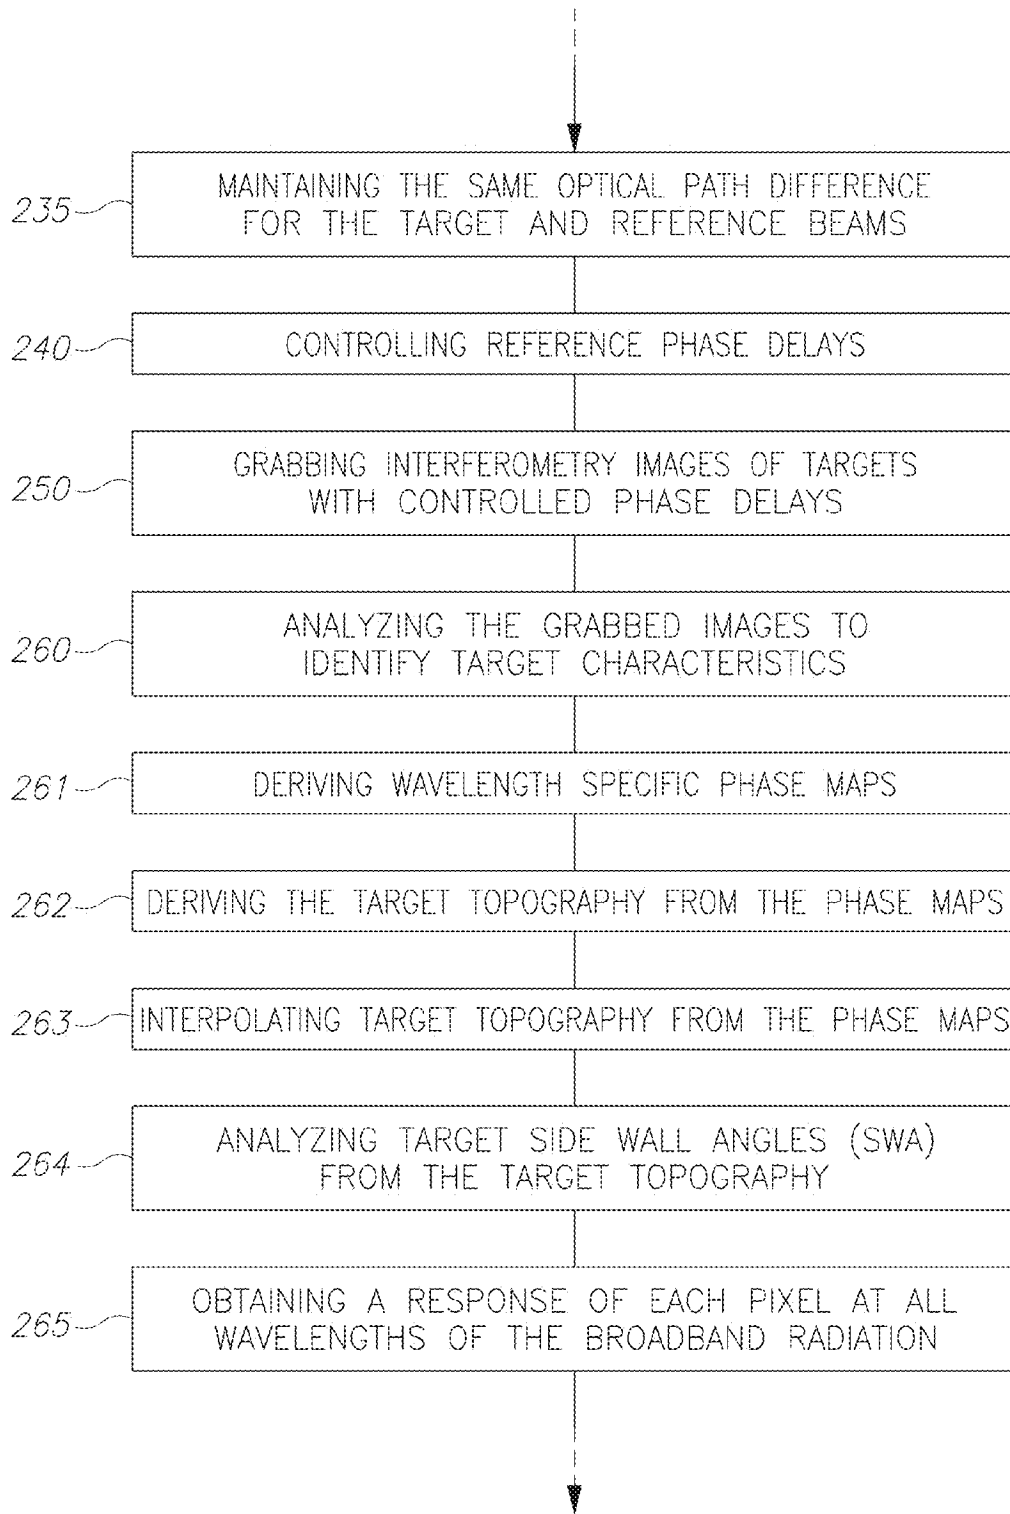 235
MAINTAINING THE SAME OPTICAL PATH DIFFERENCE
FOR THE TARGET AND REFERENCE BEAMS
240
CONTROLLING REFERENCE PHASE DELAYS
250
GRABBING INTERFEROMETRY IMAGES OF TARGETS
WITH CONTROLLED PHASE DELAYS
260
ANALYZING THE GRABBED IMAGES TO
IDENTIFY TARGET CHARACTERISTICS
261
DERIVING WAVELENGTH SPECIFIC PHASE MAPS
262
DERIVING THE TARGET TOPOGRAPHY FROM THE PHASE MAPS
263
INTERPOLATING TARGET TOPOGRAPHY FROM THE PHASE MAPS
264
ANALYZING TARGET SIDE WALL ANGLES (SWA)
FROM THE TARGET TOPOGRAPHY
265
OBTAINING A RESPONSE OF EACH PIXEL AT ALL
WAVELENGTHS OF THE BROADBAND RADIATION